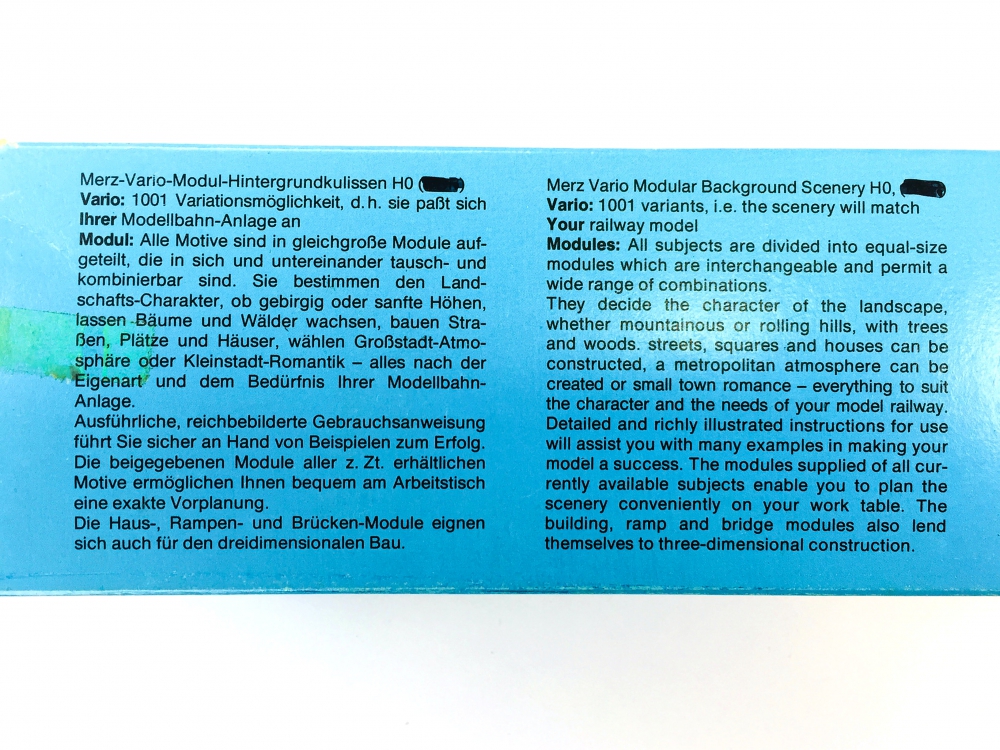 Merz-Vario-Modul-Hintergrundkulissen H0
Vario: 1001 Variationsmöglichkeit, d. h. sie paßt sich
Ihrer Modellbahn-Anlage an
Modul: Alle Motive sind in gleichgroße Module auf-
geteilt, die in sich und untereinander tausch- und
kombinierbar sind. Sie bestimmen den Land-
schafts-Charakter, ob gebirgig oder sanfte Höhen,
lassen Bäume und Wälder wachsen, bauen Stra-
ßen, Plätze und Häuser, wählen Großstadt-Atmo-
sphäre oder Kleinstadt-Romantik – alles nach der
Eigenart und dem Bedürfnis Ihrer Modellbahn-
Anlage.
Ausführliche, reichbebilderte Gebrauchsanweisung
führt Sie sicher an Hand von Beispielen zum Erfolg.
Die beigegebenen Module aller z. Zt. erhältlichen
Motive ermöglichen Ihnen bequem am Arbeitstisch
eine exakte Vorplanung.
Die Haus-, Rampen- und Brücken-Module eignen
sich auch für den dreidimensionalen Bau.
Merz Vario Modular Background Scenery H0,
Vario: 1001 variants, i.e. the scenery will match
Your railway model
Modules: All subjects are divided into equal-size
modules which are interchangeable and permit a
wide range of combinations.
They decide the character of the landscape,
whether mountainous or rolling hills, with trees
and woods. streets, squares and houses can be
constructed, a metropolitan atmosphere can be
created or small town romance – everything to suit
the character and the needs of your model railway.
Detailed and richly illustrated instructions for use
will assist you with many examples in making your
model a success. The modules supplied of all cur-
rently available subjects enable you to plan the
scenery conveniently on your work table. The
building, ramp and bridge modules also lend
themselves to three-dimensional construction.